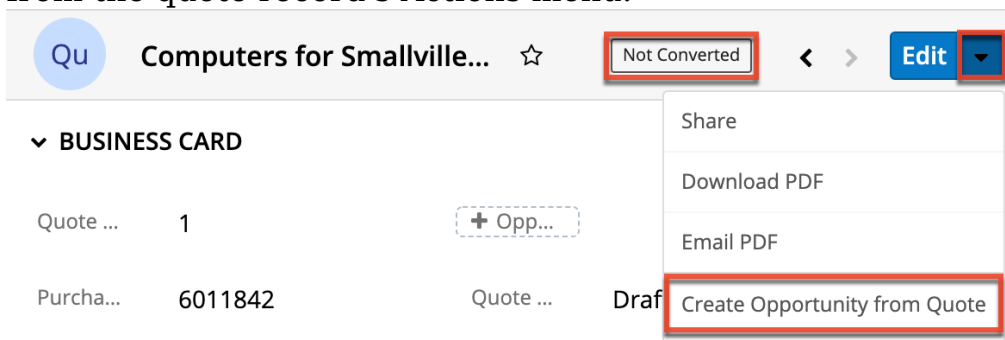 from the quote record's Actions menu.
Qu Computers for Smallville... Not Converted Edit
Share
BUSINESS CARD
Download PDF
Quote ... 1 Opp...
Email PDF
Purcha... 6011842 Quote ... Draf
Create Opportunity from Quote